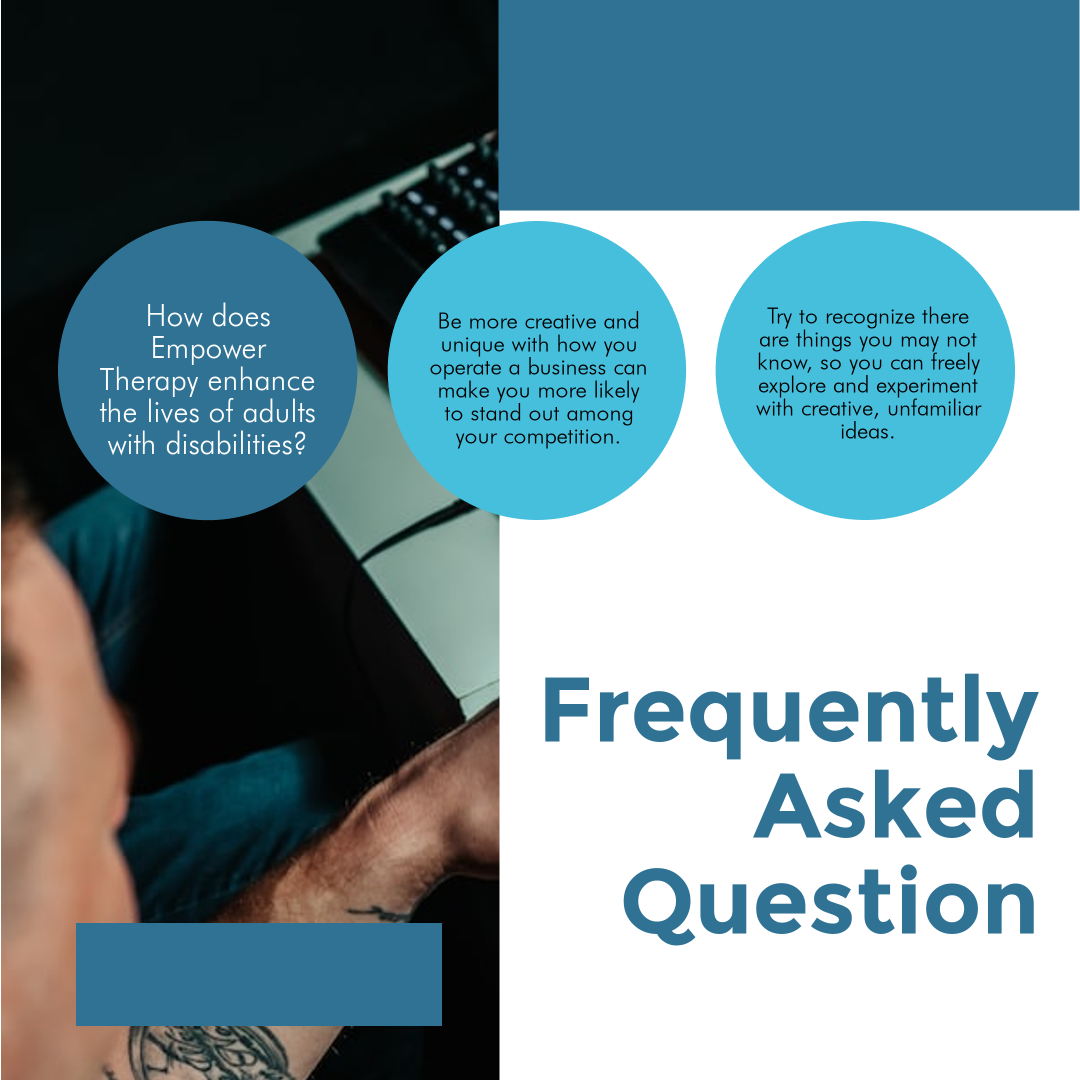 How does
Empower
Therapy enhance
the lives of adults
with disabilities?
Be more creative and
unique with how you
operate a business can
make you more likely
to stand out among
your competition.
Try to recognize there
are things you may not
know, so you can freely
explore and experiment
with creative, unfamiliar
ideas.
Frequently
Asked
Question